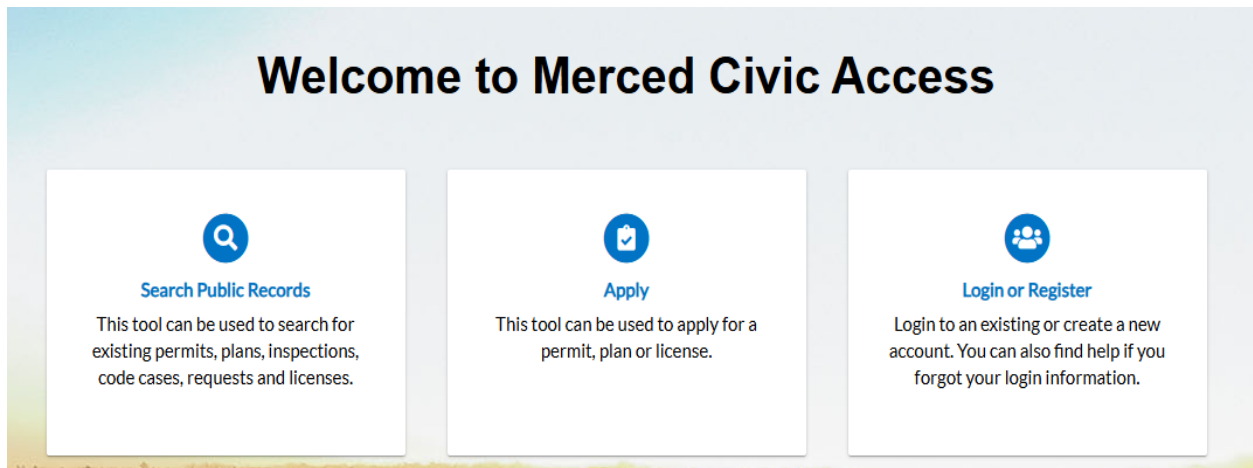 Welcome to Merced Civic Access
Search Public Records
This tool can be used to search for
existing permits, plans, inspections,
code cases, requests and licenses.
Apply
This tool can be used to apply for a
permit, plan or license.
Login or Register
Login to an existing or create a new
account. You can also find help if you
forgot your login information.